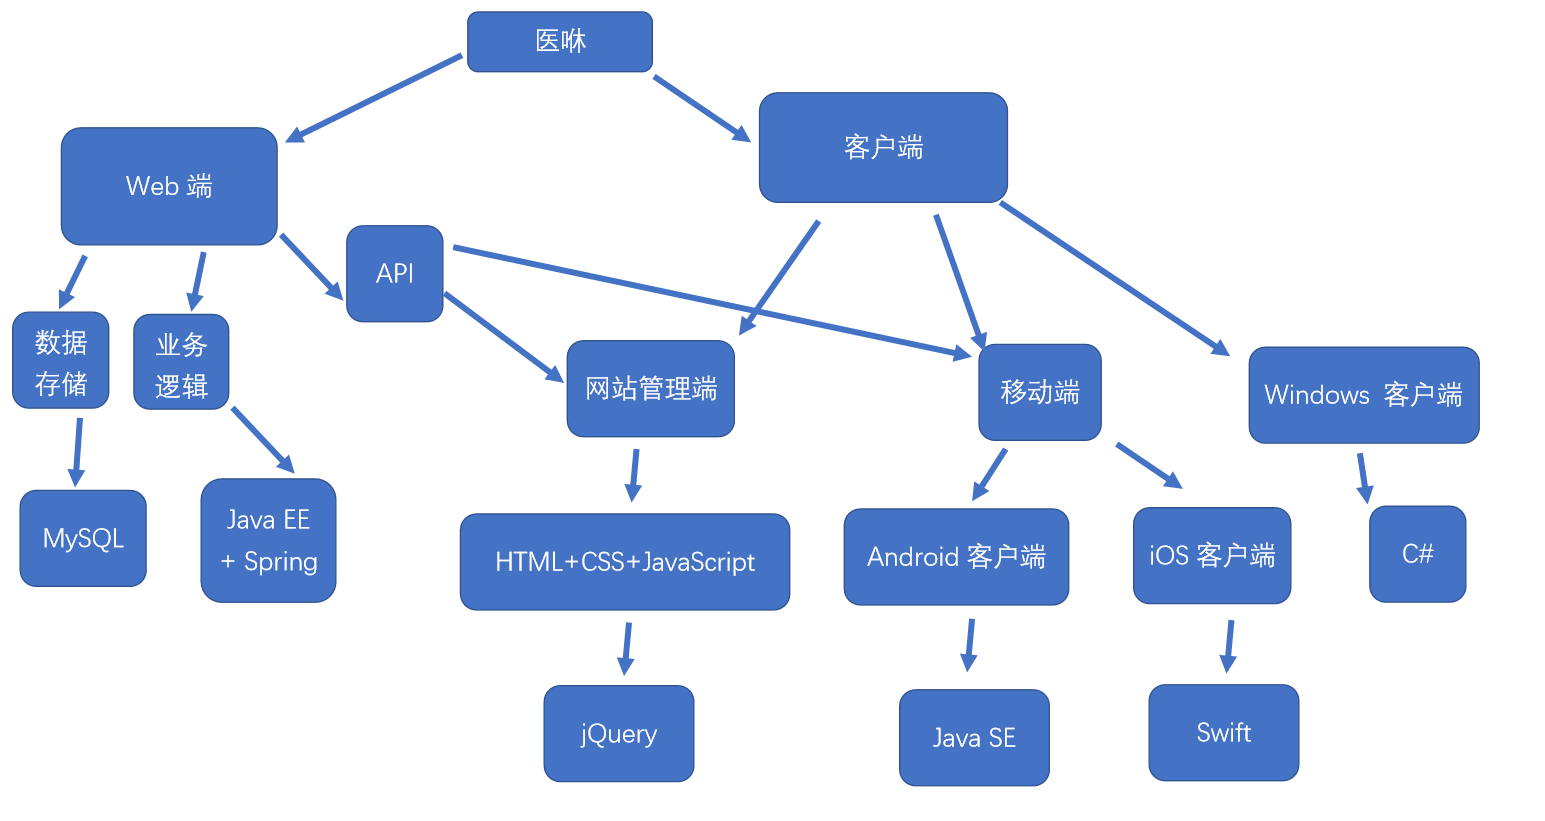 医咻
客户端
Web 端
API
数据
存储
业务
逻辑
网站管理端
移动端
Windows 客户端
MySQL
Java EE
+ Spring
HTML+CSS+JavaScript
Android 客户端
iOS 客户端
C#
jQuery
Java SE
Swift